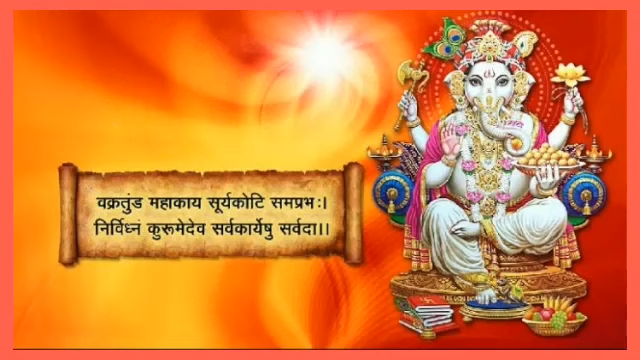 वक्रतुंड महाकाय सूर्यकोटि समप्रभः।
निर्विध्नं कुरूमेदेव सर्वकार्येषु सर्वदा।।